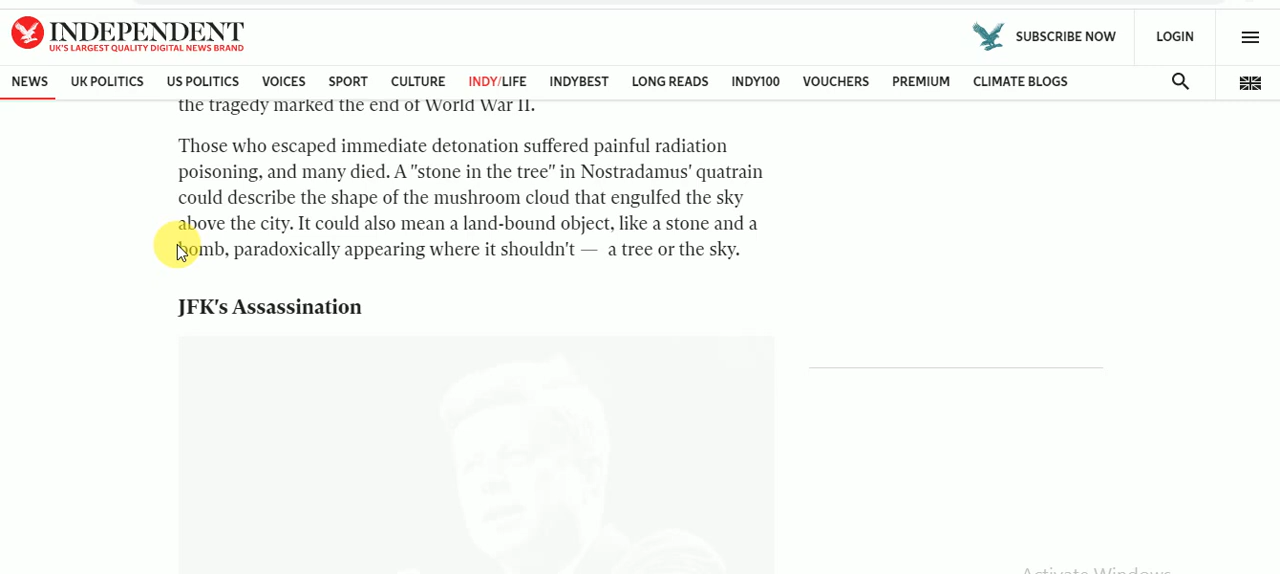 INDEPENDENT
UK'S LARGEST QUALITY DIGITAL NEWS BRAND
SUBSCRIBE NOW
LOGIN
NEWS UK POLITICS US POLITICS VOICES SPORT CULTURE INDY/LIFE INDYBEST LONG READS INDY100 VOUCHERS PREMIUM CLIMATE BLOGS
the tragedy marked the end of World War II.
Those who escaped immediate detonation suffered painful radiation
poisoning, and many died. A "stone in the tree" in Nostradamus' quatrain
could describe the shape of the mushroom cloud that engulfed the sky
above the city. It could also mean a land-bound object, like a stone and a
bomb, paradoxically appearing where it shouldn't — a tree or the sky.
JFK's Assassination
Activate Windows